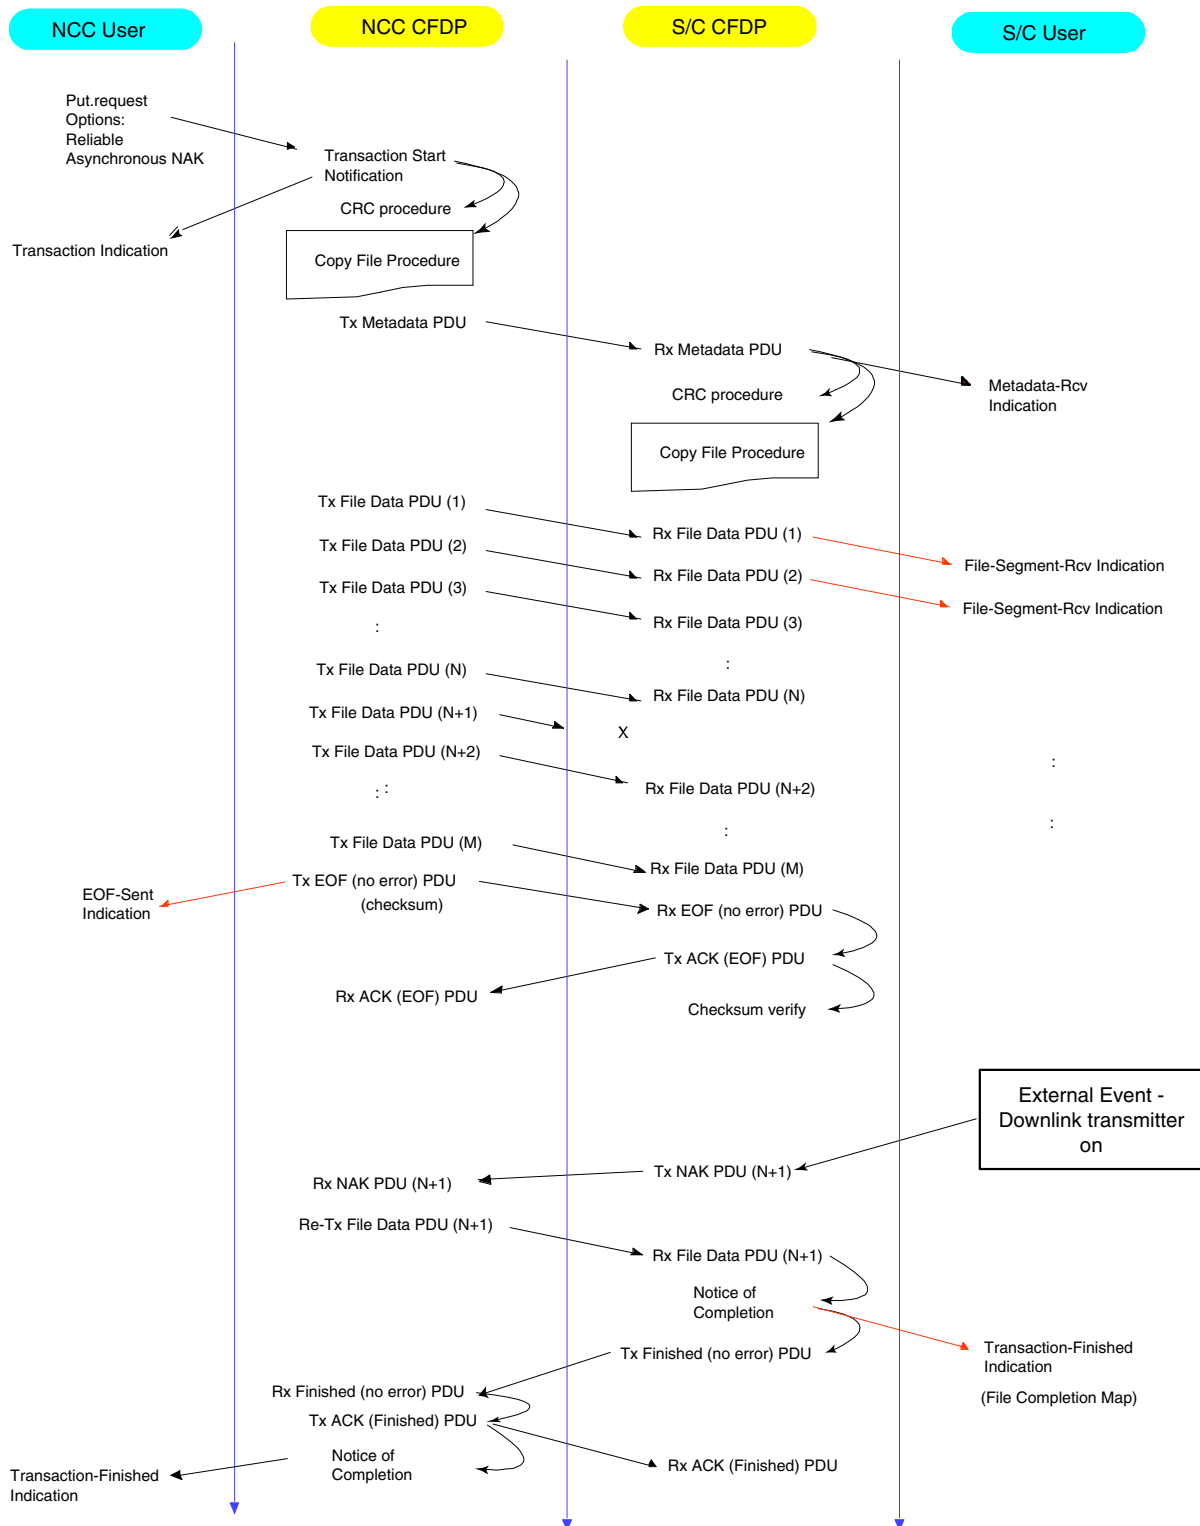 NCC User
NCC CFDP
S/C CFDP
S/C User
Put.request
Options:
Reliable
Asynchronous NAK
Transaction Start
Notification
CRC procedure
Transaction Indication
Copy File Procedure
Tx Metadata PDU
Rx Metadata PDU
CRC procedure
Metadata-Rcv
Indication
Copy File Procedure
Tx File Data PDU (1)
Rx File Data PDU (1)
File-Segment-Rcv Indication
Tx File Data PDU (2)
Rx File Data PDU (2)
File-Segment-Rcv Indication
Tx File Data PDU (3)
Rx File Data PDU (3)
:
:
Tx File Data PDU (N)
Rx File Data PDU (N)
Tx File Data PDU (N+1)
X
Tx File Data PDU (N+2)
:
Rx File Data PDU (N+2)
: :
:
:
Tx File Data PDU (M)
Rx File Data PDU (M)
Tx EOF (no error) PDU
(checksum)
EOF-Sent
Indication
Rx EOF (no error) PDU
Tx ACK (EOF) PDU
Rx ACK (EOF) PDU
Checksum verify
External Event -
Downlink transmitter
on
Tx NAK PDU (N+1)
Rx NAK PDU (N+1)
Re-Tx File Data PDU (N+1)
Rx File Data PDU (N+1)
Notice of
Completion
Tx Finished (no error) PDU
Transaction-Finished
Indication
(File Completion Map)
Rx Finished (no error) PDU
Tx ACK (Finished) PDU
Notice of
Completion
Rx ACK (Finished) PDU
Transaction-Finished
Indication